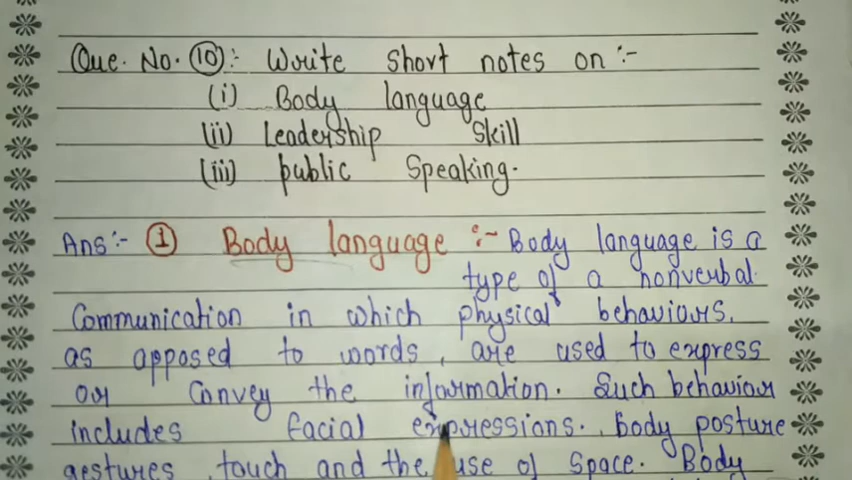 Que. No. 10 :- Write short notes on :-
(i) Body language
(ii) Leadership Skill
(iii) Public Speaking.
Ans :- 1 Body language :- Body language is a
type of a nonverbal
Communication in which physical behaviours,
as opposed to words, are used to express
or Convey the information. Such behaviour
includes facial expressions. Body posture
gestures, touch and the use of space. Body